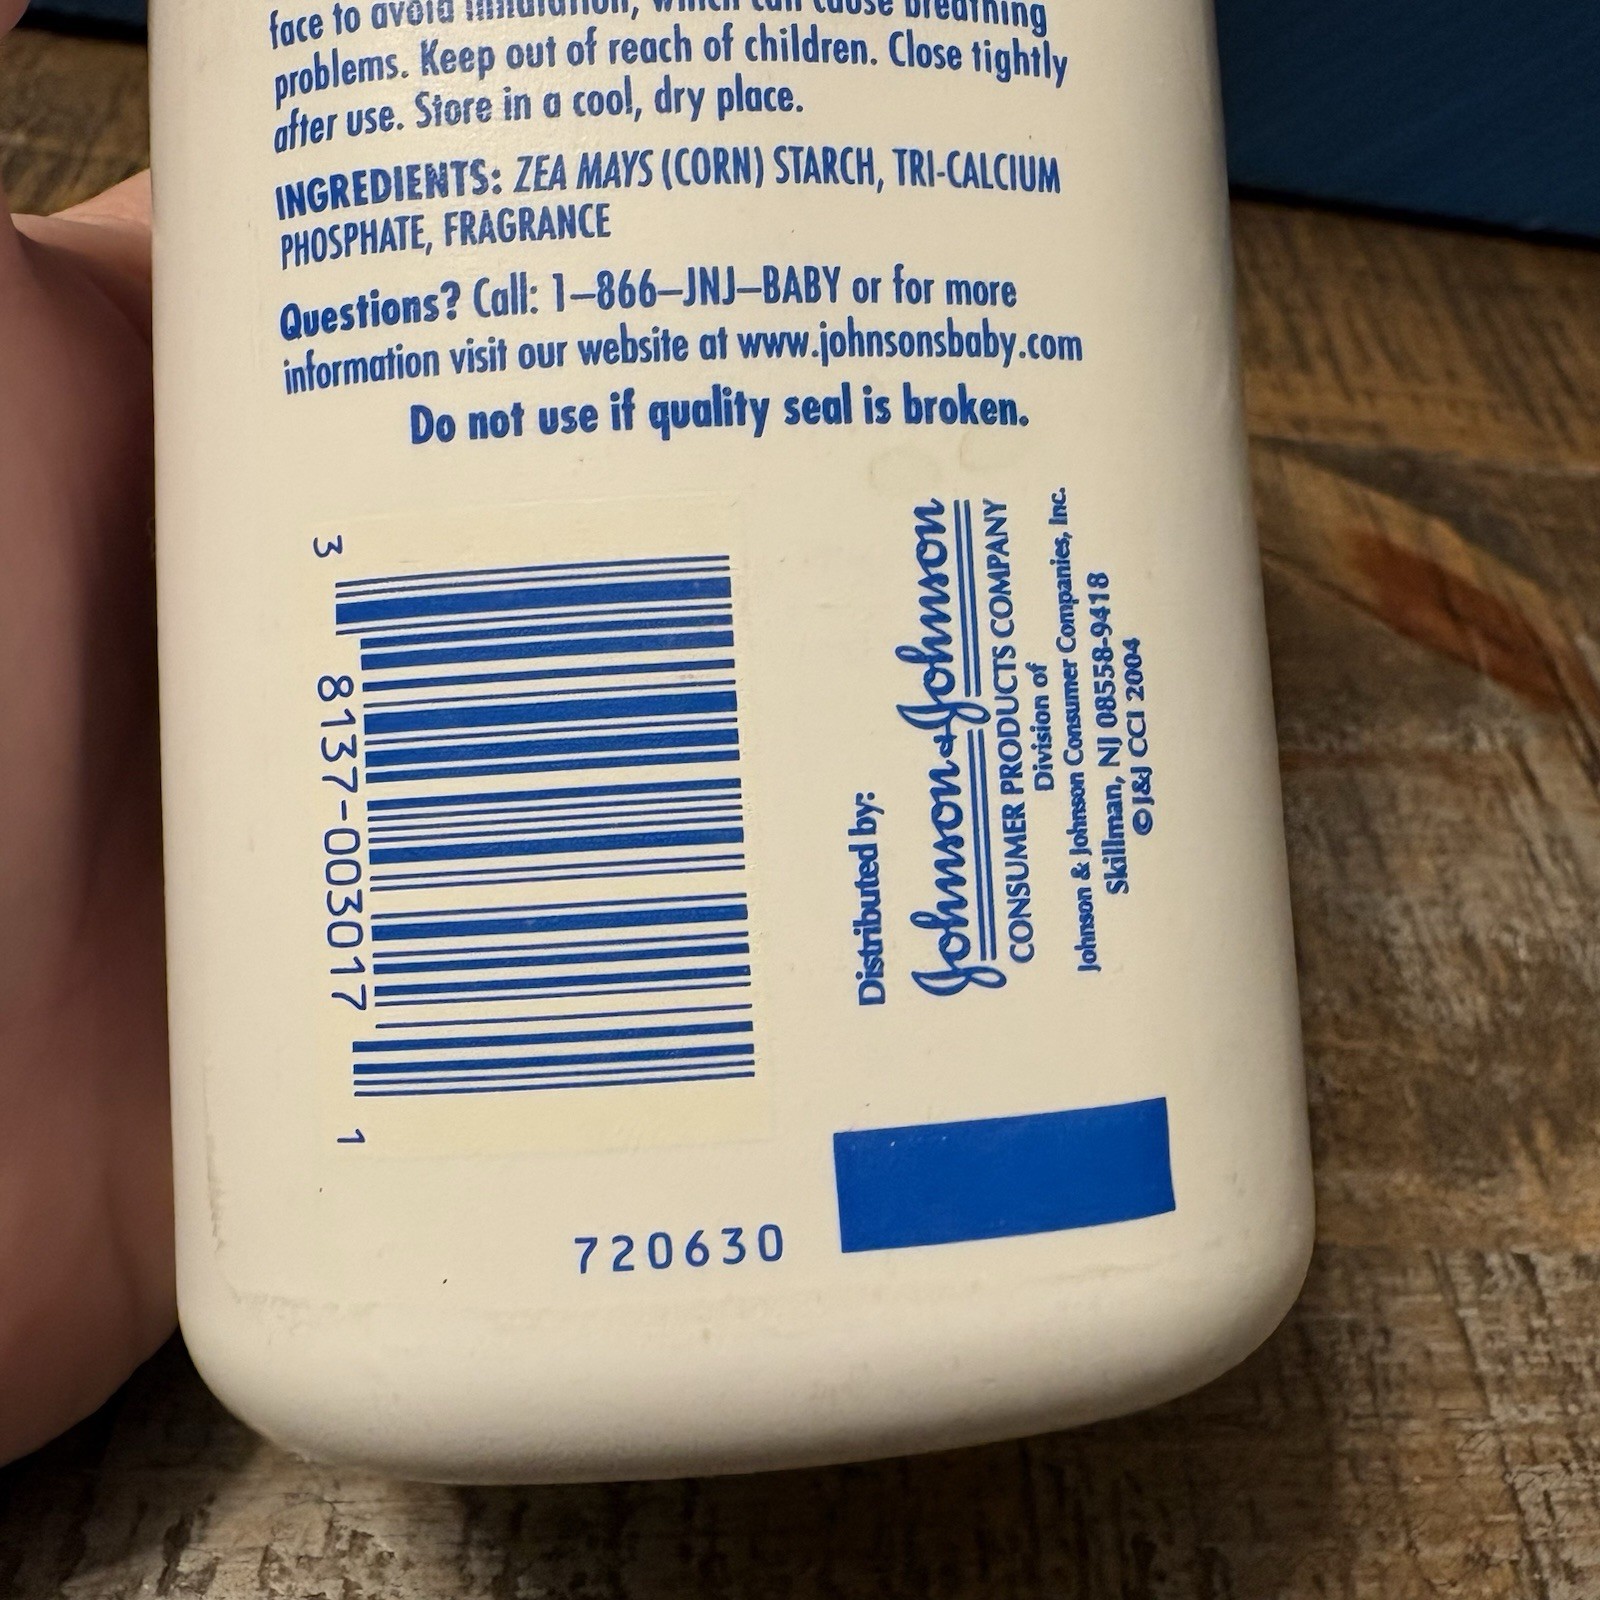 face to avoid inhalation, which can cause breathing
problems. Keep out of reach of children. Close tightly
after use. Store in a cool, dry place.
INGREDIENTS: ZEA MAYS (CORN) STARCH, TRI-CALCIUM
PHOSPHATE, FRAGRANCE
Questions? Call: 1–866–JNJ–BABY or for more
information visit our website at www.johnsonsbaby.com
Do not use if quality seal is broken.
3 8137-003017 1
Distributed by:
Johnson & Johnson
CONSUMER PRODUCTS COMPANY
Division of
Johnson & Johnson Consumer Companies, Inc.
Skillman, NJ 08558-9418
©J&J CCI 2004
720630